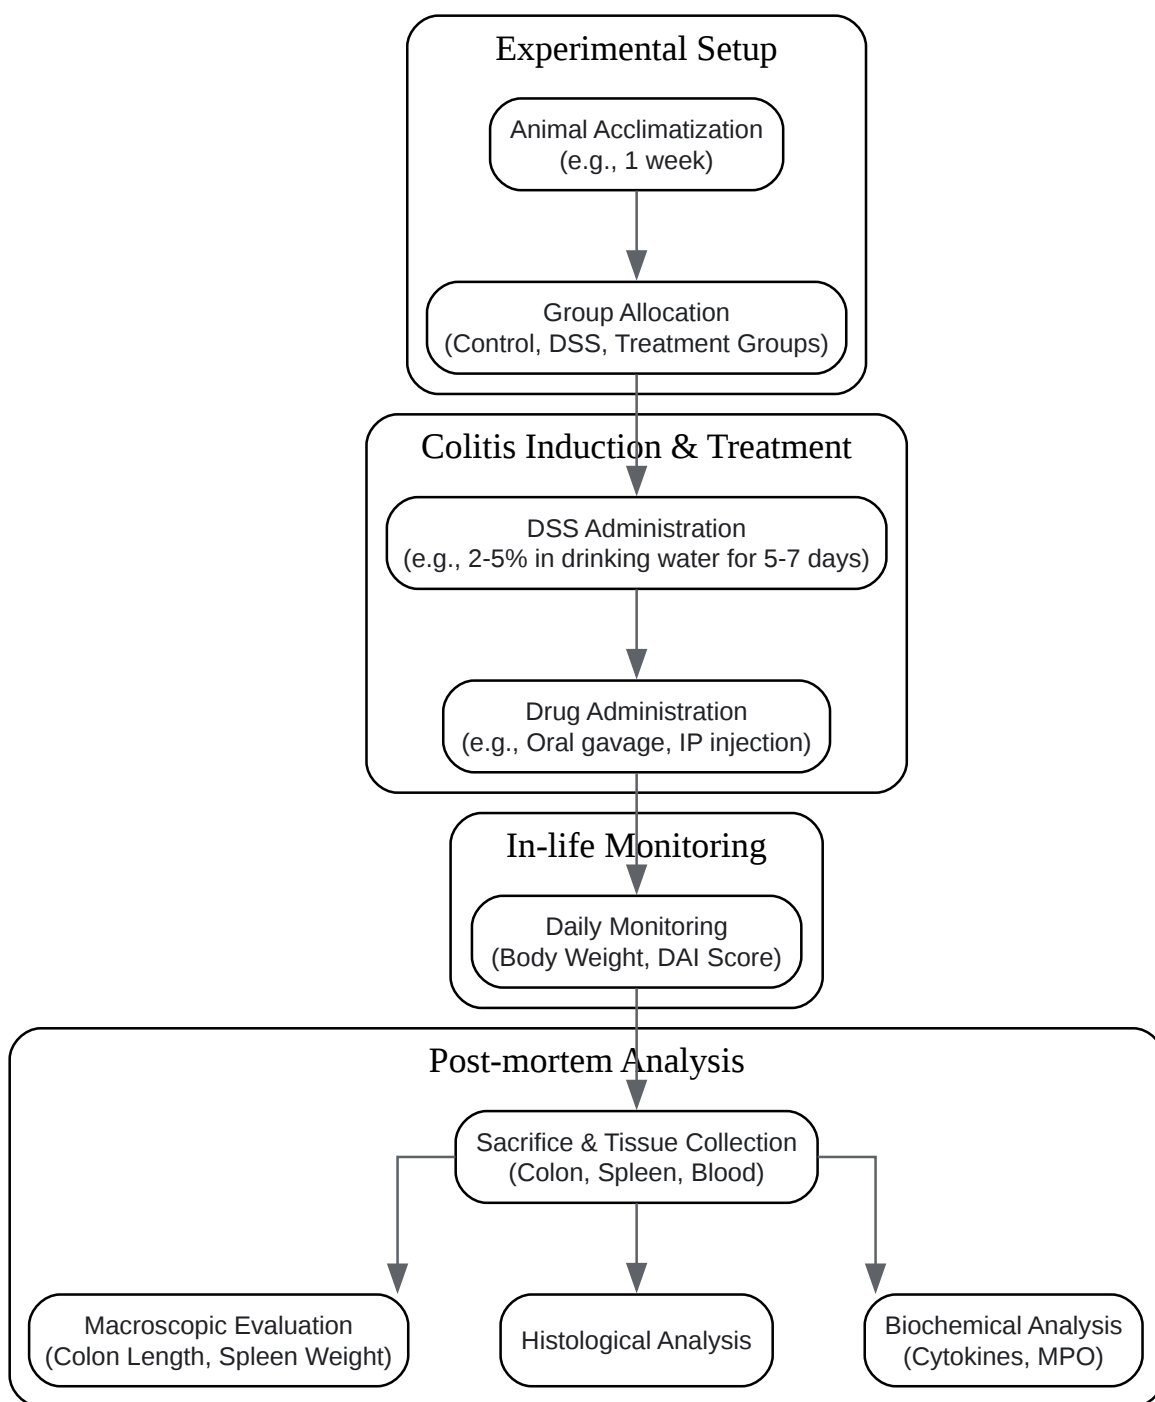 Experimental Setup
Animal Acclimatization
(e.g., 1 week)
Group Allocation
(Control, DSS, Treatment Groups)
Colitis Induction & Treatment
DSS Administration
(e.g., 2-5% in drinking water for 5-7 days)
Drug Administration
(e.g., Oral gavage, IP injection)
In-life Monitoring
Daily Monitoring
(Body Weight, DAI Score)
Post-mortem Analysis
Sacrifice & Tissue Collection
(Colon, Spleen, Blood)
Macroscopic Evaluation
(Colon Length, Spleen Weight)
Histological Analysis
Biochemical Analysis
(Cytokines, MPO)